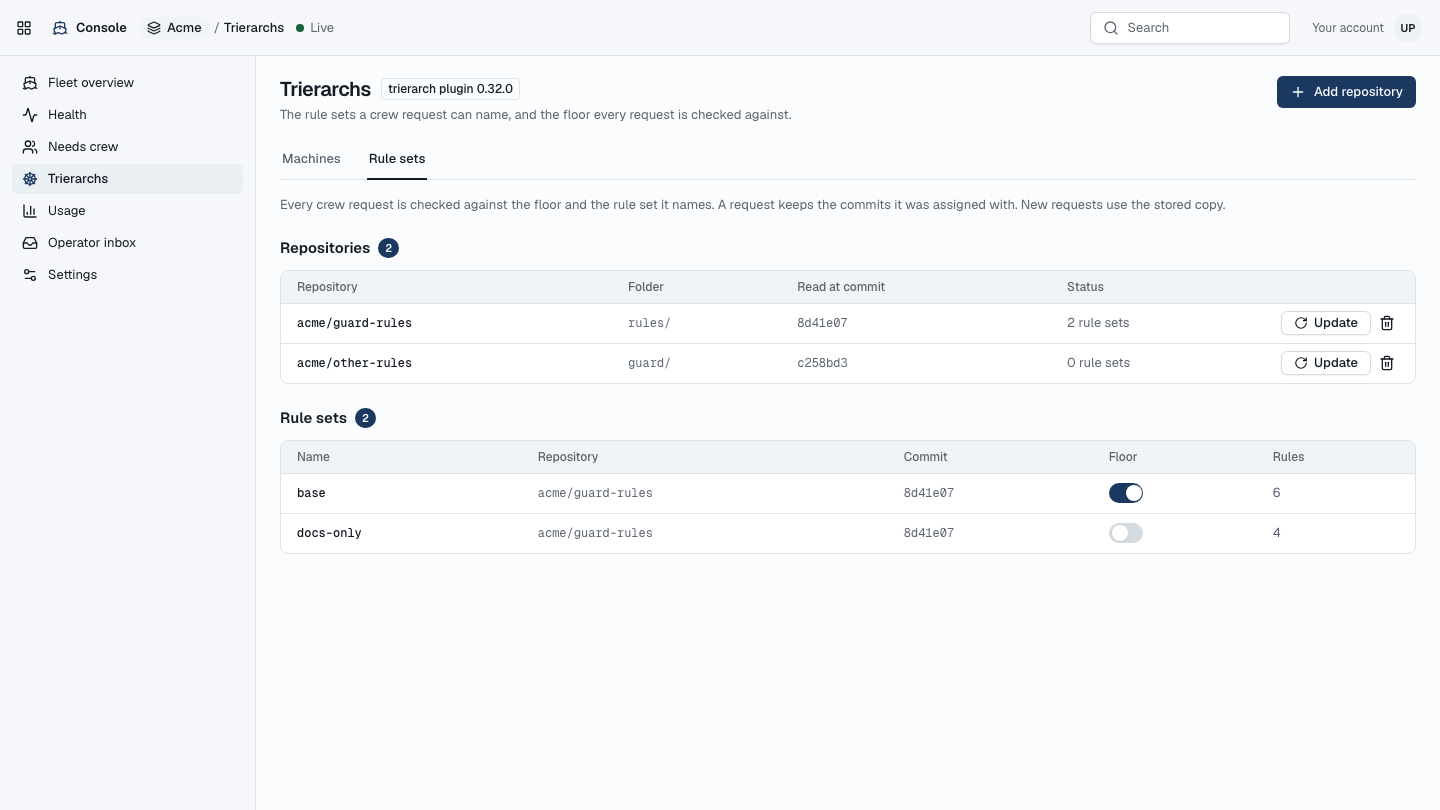 Console
Acme / Trierarchs
Live
Search
Your account
UP
Fleet overview
Health
Needs crew
Trierarchs
Usage
Operator inbox
Settings
Trierarchs
trierarch plugin 0.32.0
The rule sets a crew request can name, and the floor every request is checked against.
Add repository
Machines
Rule sets
Every crew request is checked against the floor and the rule set it names. A request keeps the commits it was assigned with. New requests use the stored copy.
Repositories 2
Repository Folder Read at commit Status
acme/guard-rules rules/ 8d41e07 2 rule sets Update
acme/other-rules guard/ c258bd3 0 rule sets Update
Rule sets 2
Name Repository Commit Floor Rules
base acme/guard-rules 8d41e07 6
docs-only acme/guard-rules 8d41e07 4